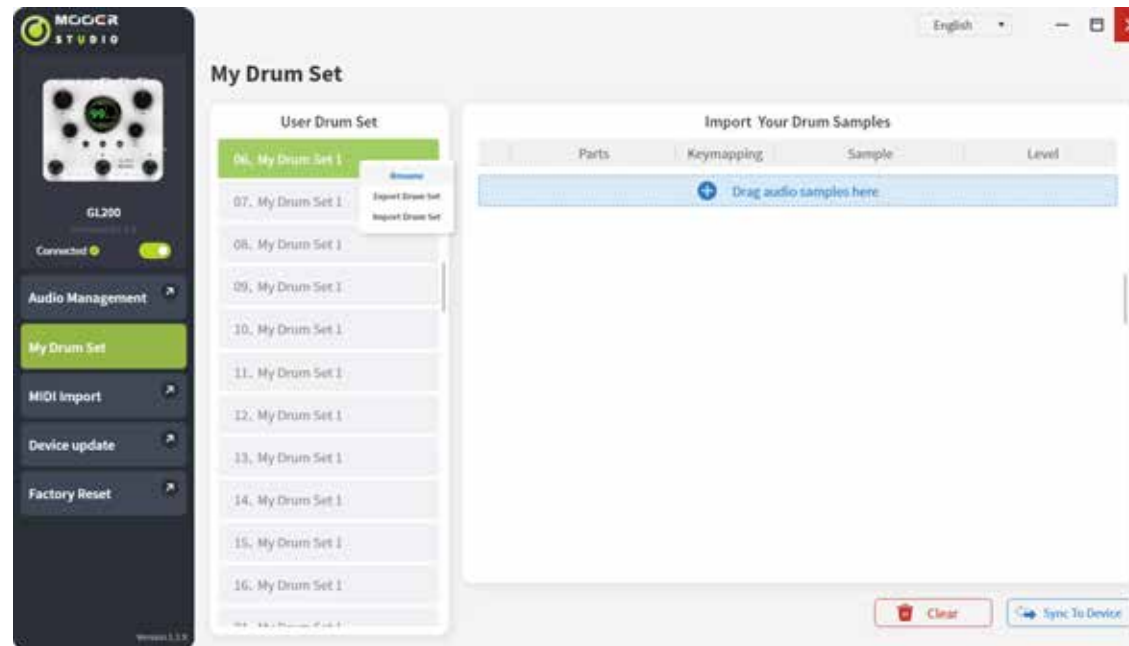 MOOER
STUDIO
English
My Drum Set
GL200
Connected
Audio Management
My Drum Set
MIDI Import
Device update
Factory Reset
User Drum Set
06. My Drum Set 1
Rename
Export Drum Set
Import Drum Set
07. My Drum Set 1
08. My Drum Set 1
09. My Drum Set 1
10. My Drum Set 1
11. My Drum Set 1
12. My Drum Set 1
13. My Drum Set 1
14. My Drum Set 1
15. My Drum Set 1
16. My Drum Set 1
Import Your Drum Samples
Parts Keymapping Sample Level
Drag audio samples here
Clear
Sync To Device